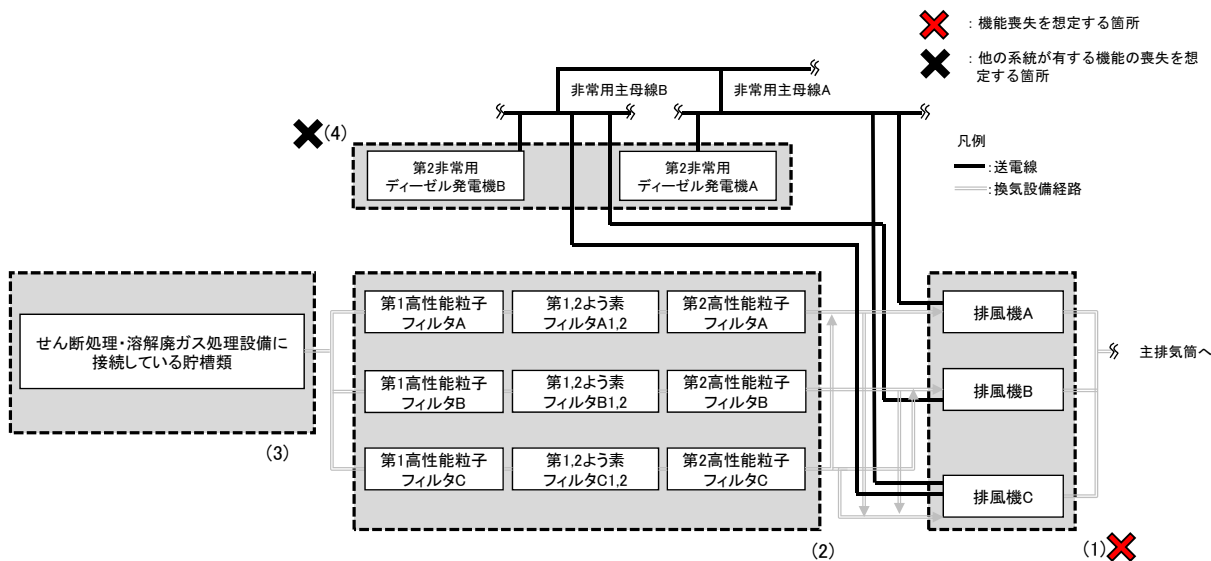 ：機能喪失を想定する箇所
：他の系統が有する機能の喪失を想
定する箇所
非常用主母線B
非常用主母線A
凡例
：送電線
：換気設備経路
(4)
第2非常用
ディーゼル発電機B
第2非常用
ディーゼル発電機A
せん断処理・溶解廃ガス処理設備に
接続している貯槽類
(3)
第1高性能粒子
フィルタA
第1,2よう素
フィルタA1,2
第2高性能粒子
フィルタA
第1高性能粒子
フィルタB
第1,2よう素
フィルタB1,2
第2高性能粒子
フィルタB
第1高性能粒子
フィルタC
第1,2よう素
フィルタC1,2
第2高性能粒子
フィルタC
(2)
排風機A
排風機B
排風機C
主排気筒へ
(1)